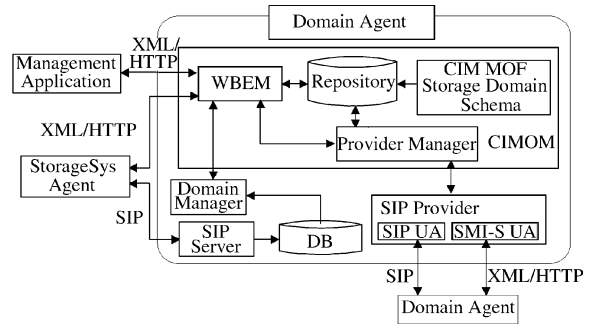 Domain Agent
XML/
HTTP
Management
Application
WBEM
Repository
CIM MOF
Storage Domain
Schema
XML/HTTP
Provider Manager
CIMOM
StorageSys
Agent
Domain
Manager
SIP
SIP
Server
DB
SIP Provider
SIP UA
SMI-S UA
SIP
XML/HTTP
Domain Agent